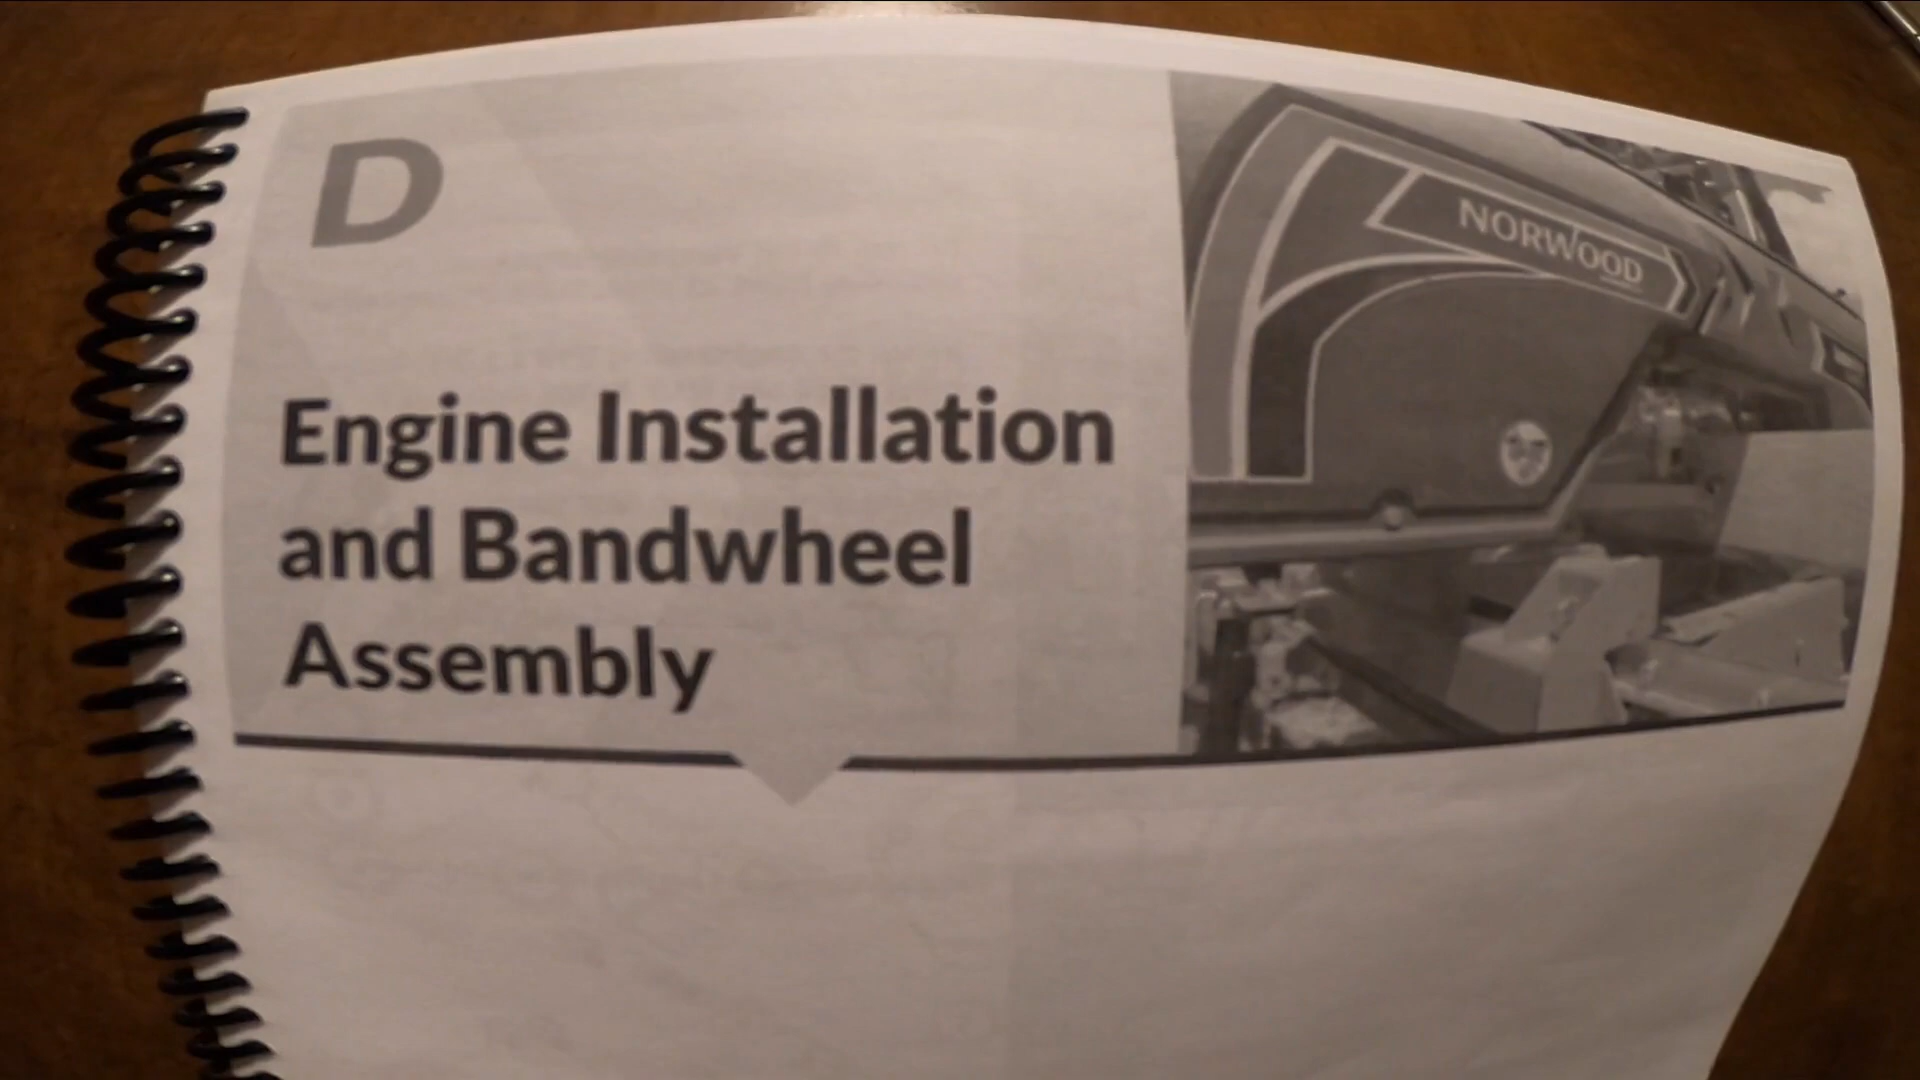 D
NORWOOD
Engine Installation
and Bandwheel
Assembly